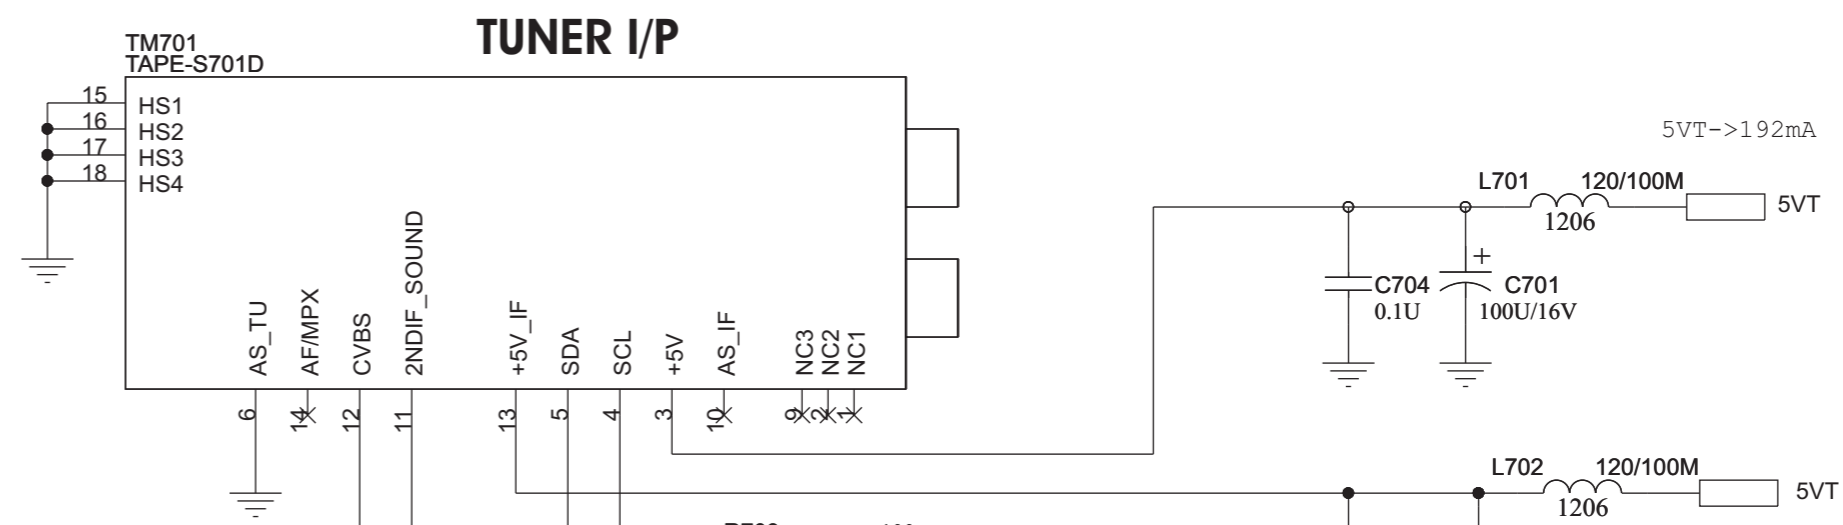 TUNER I/P
TM701
TAPE-S701D
15 HS1
16 HS2
17 HS3
18 HS4
5VT->192mA
L701 120/100M
1206
5VT
C704
0.1U
+
C701
100U/16V
AS_TU
AF/MPX
CVBS
2NDIF_SOUND
+5V_IF
SDA
SCL
+5V
AS_IF
NC3
NC2
NC1
6
14
12
11
13
5
4
3
10
9
2
1
L702 120/100M
1206
5VT